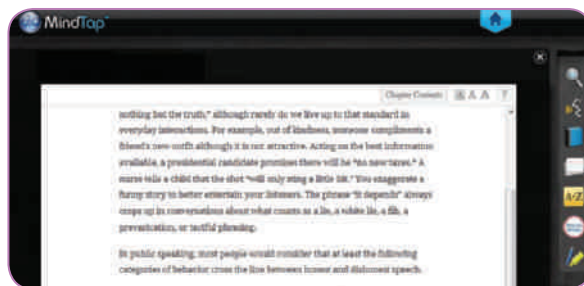 MindTap
Chapter Contents A A A
nothing but the truth," although rarely do we live up to that standard in
everyday interactions. For example, out of kindness, someone compliments a
friend's new outfit although it is not attractive. Acting on the best information
available, a presidential candidate promises there will be "no new taxes." A
nurse tells a child that the shot "will only sting a little bit." You exaggerate a
funny story to better entertain your listeners. The phrase "it depends" always
crops up in conversations about what counts as a lie, a white lie, a fib, a
prevarication, or tactful phrasing.
In public speaking, most people would consider that at least the following
categories of behavior cross the line between honest and dishonest speech.
A-Z